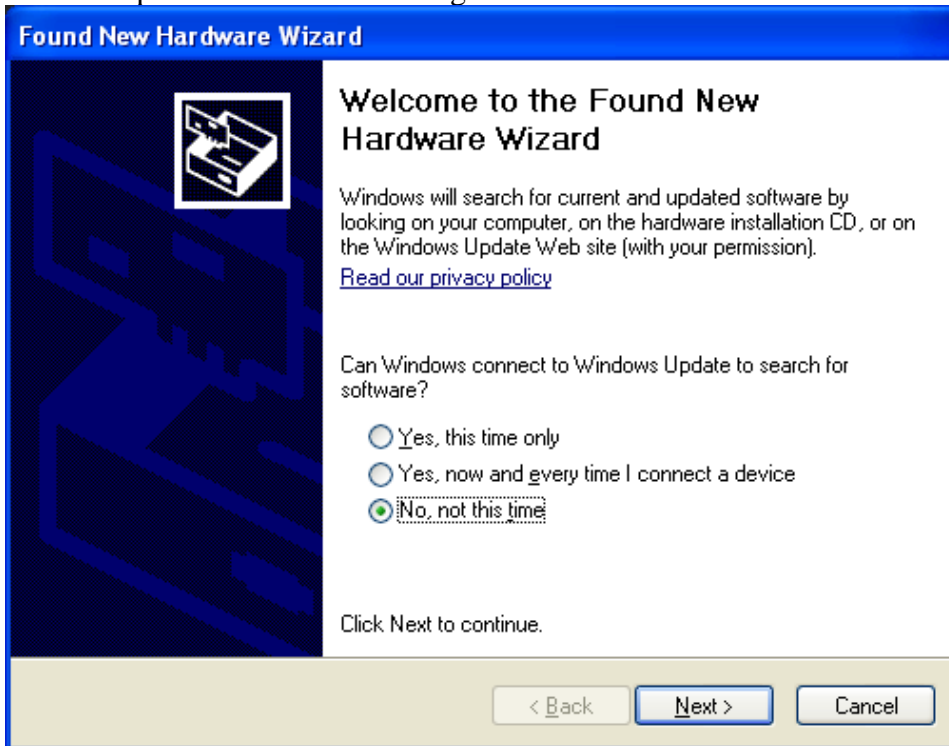 Found New Hardware Wizard
Welcome to the Found New
Hardware Wizard
Windows will search for current and updated software by
looking on your computer, on the hardware installation CD, or on
the Windows Update Web site (with your permission).
Read our privacy policy
Can Windows connect to Windows Update to search for
software?
Yes, this time only
Yes, now and every time I connect a device
No, not this time
Click Next to continue.
< Back
Next >
Cancel